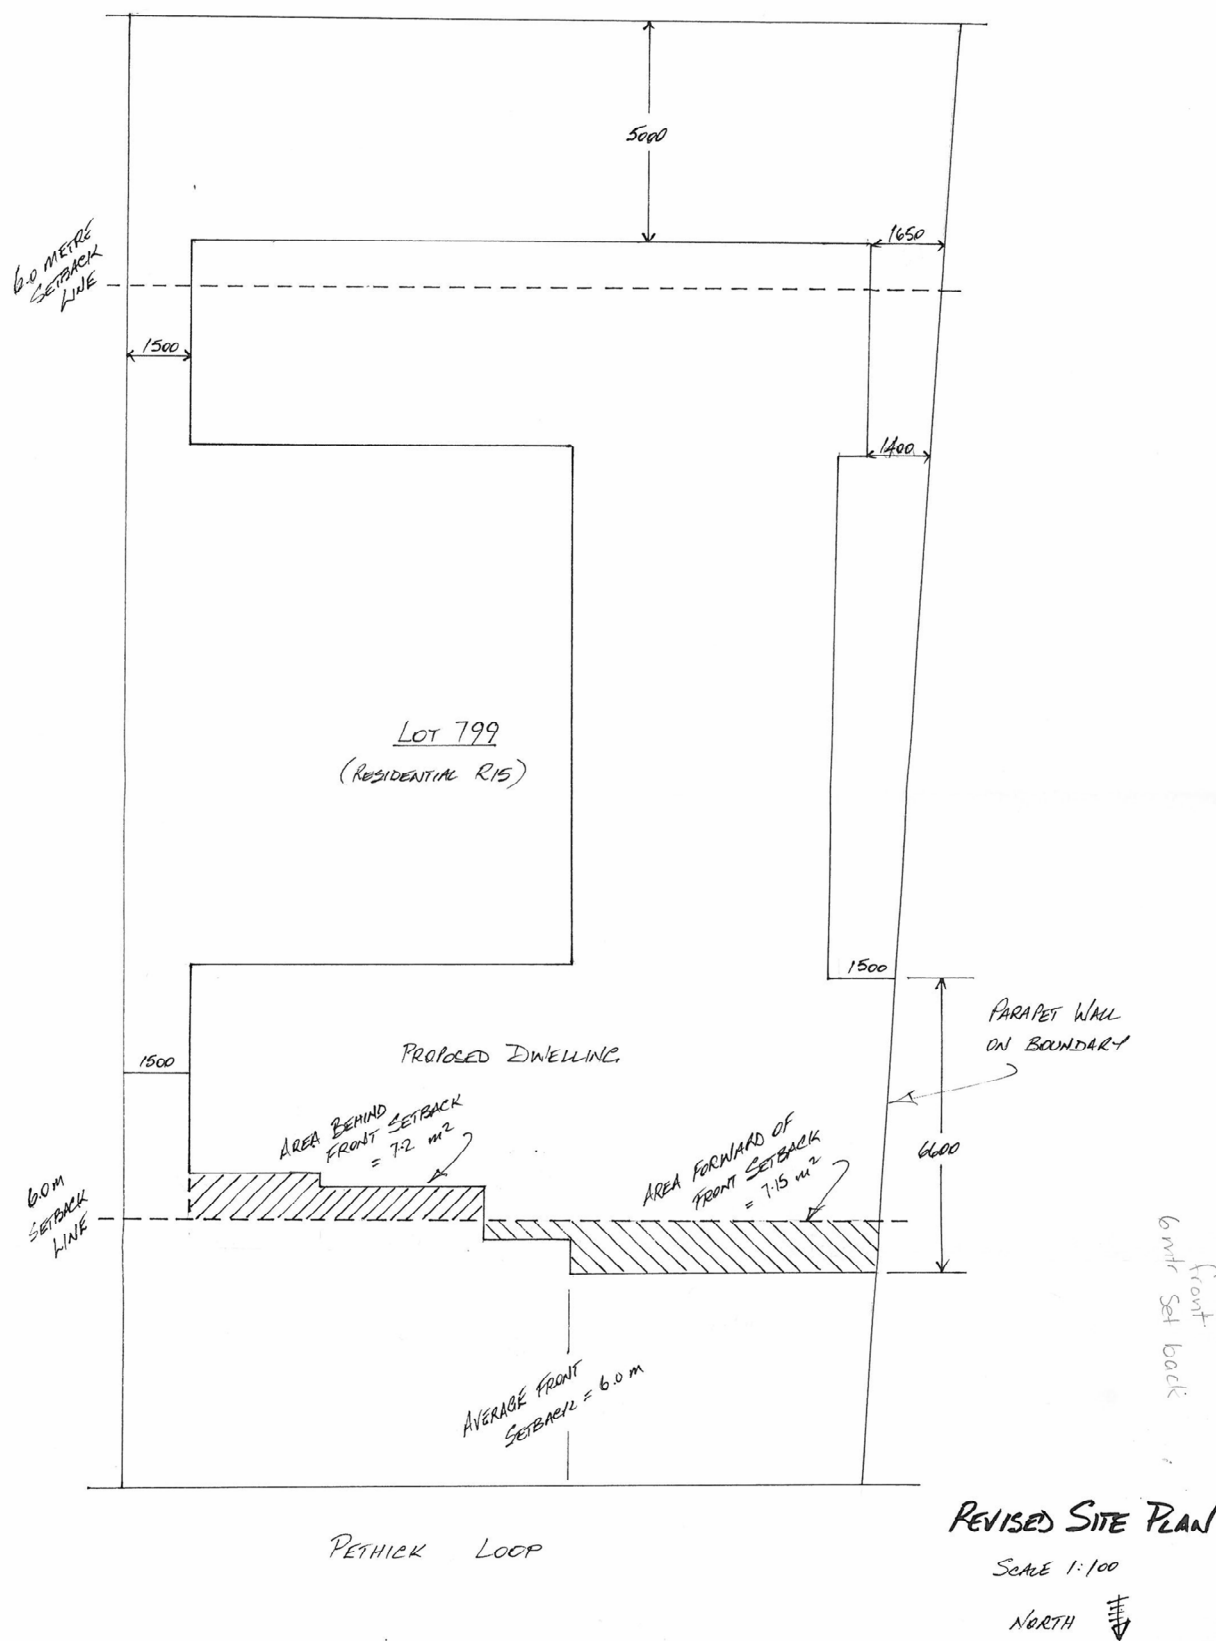 5000
1650
6.0 METRE
SETBACK
LINE
1500
1400
LOT 799
(RESIDENTIAL R15)
1500
PARAPET WALL
ON BOUNDARY
PROPOSED DWELLING
1500
AREA BEHIND
FRONT SETBACK
= 7.2 m²
AREA FORWARD OF
FRONT SETBACK
= 7.15 m²
6600
6.0 m
SETBACK
LINE
front
6 mtr set back
AVERAGE FRONT
SETBACK = 6.0 m
REVISED SITE PLAN
PETHICK LOOP
SCALE 1:100
NORTH